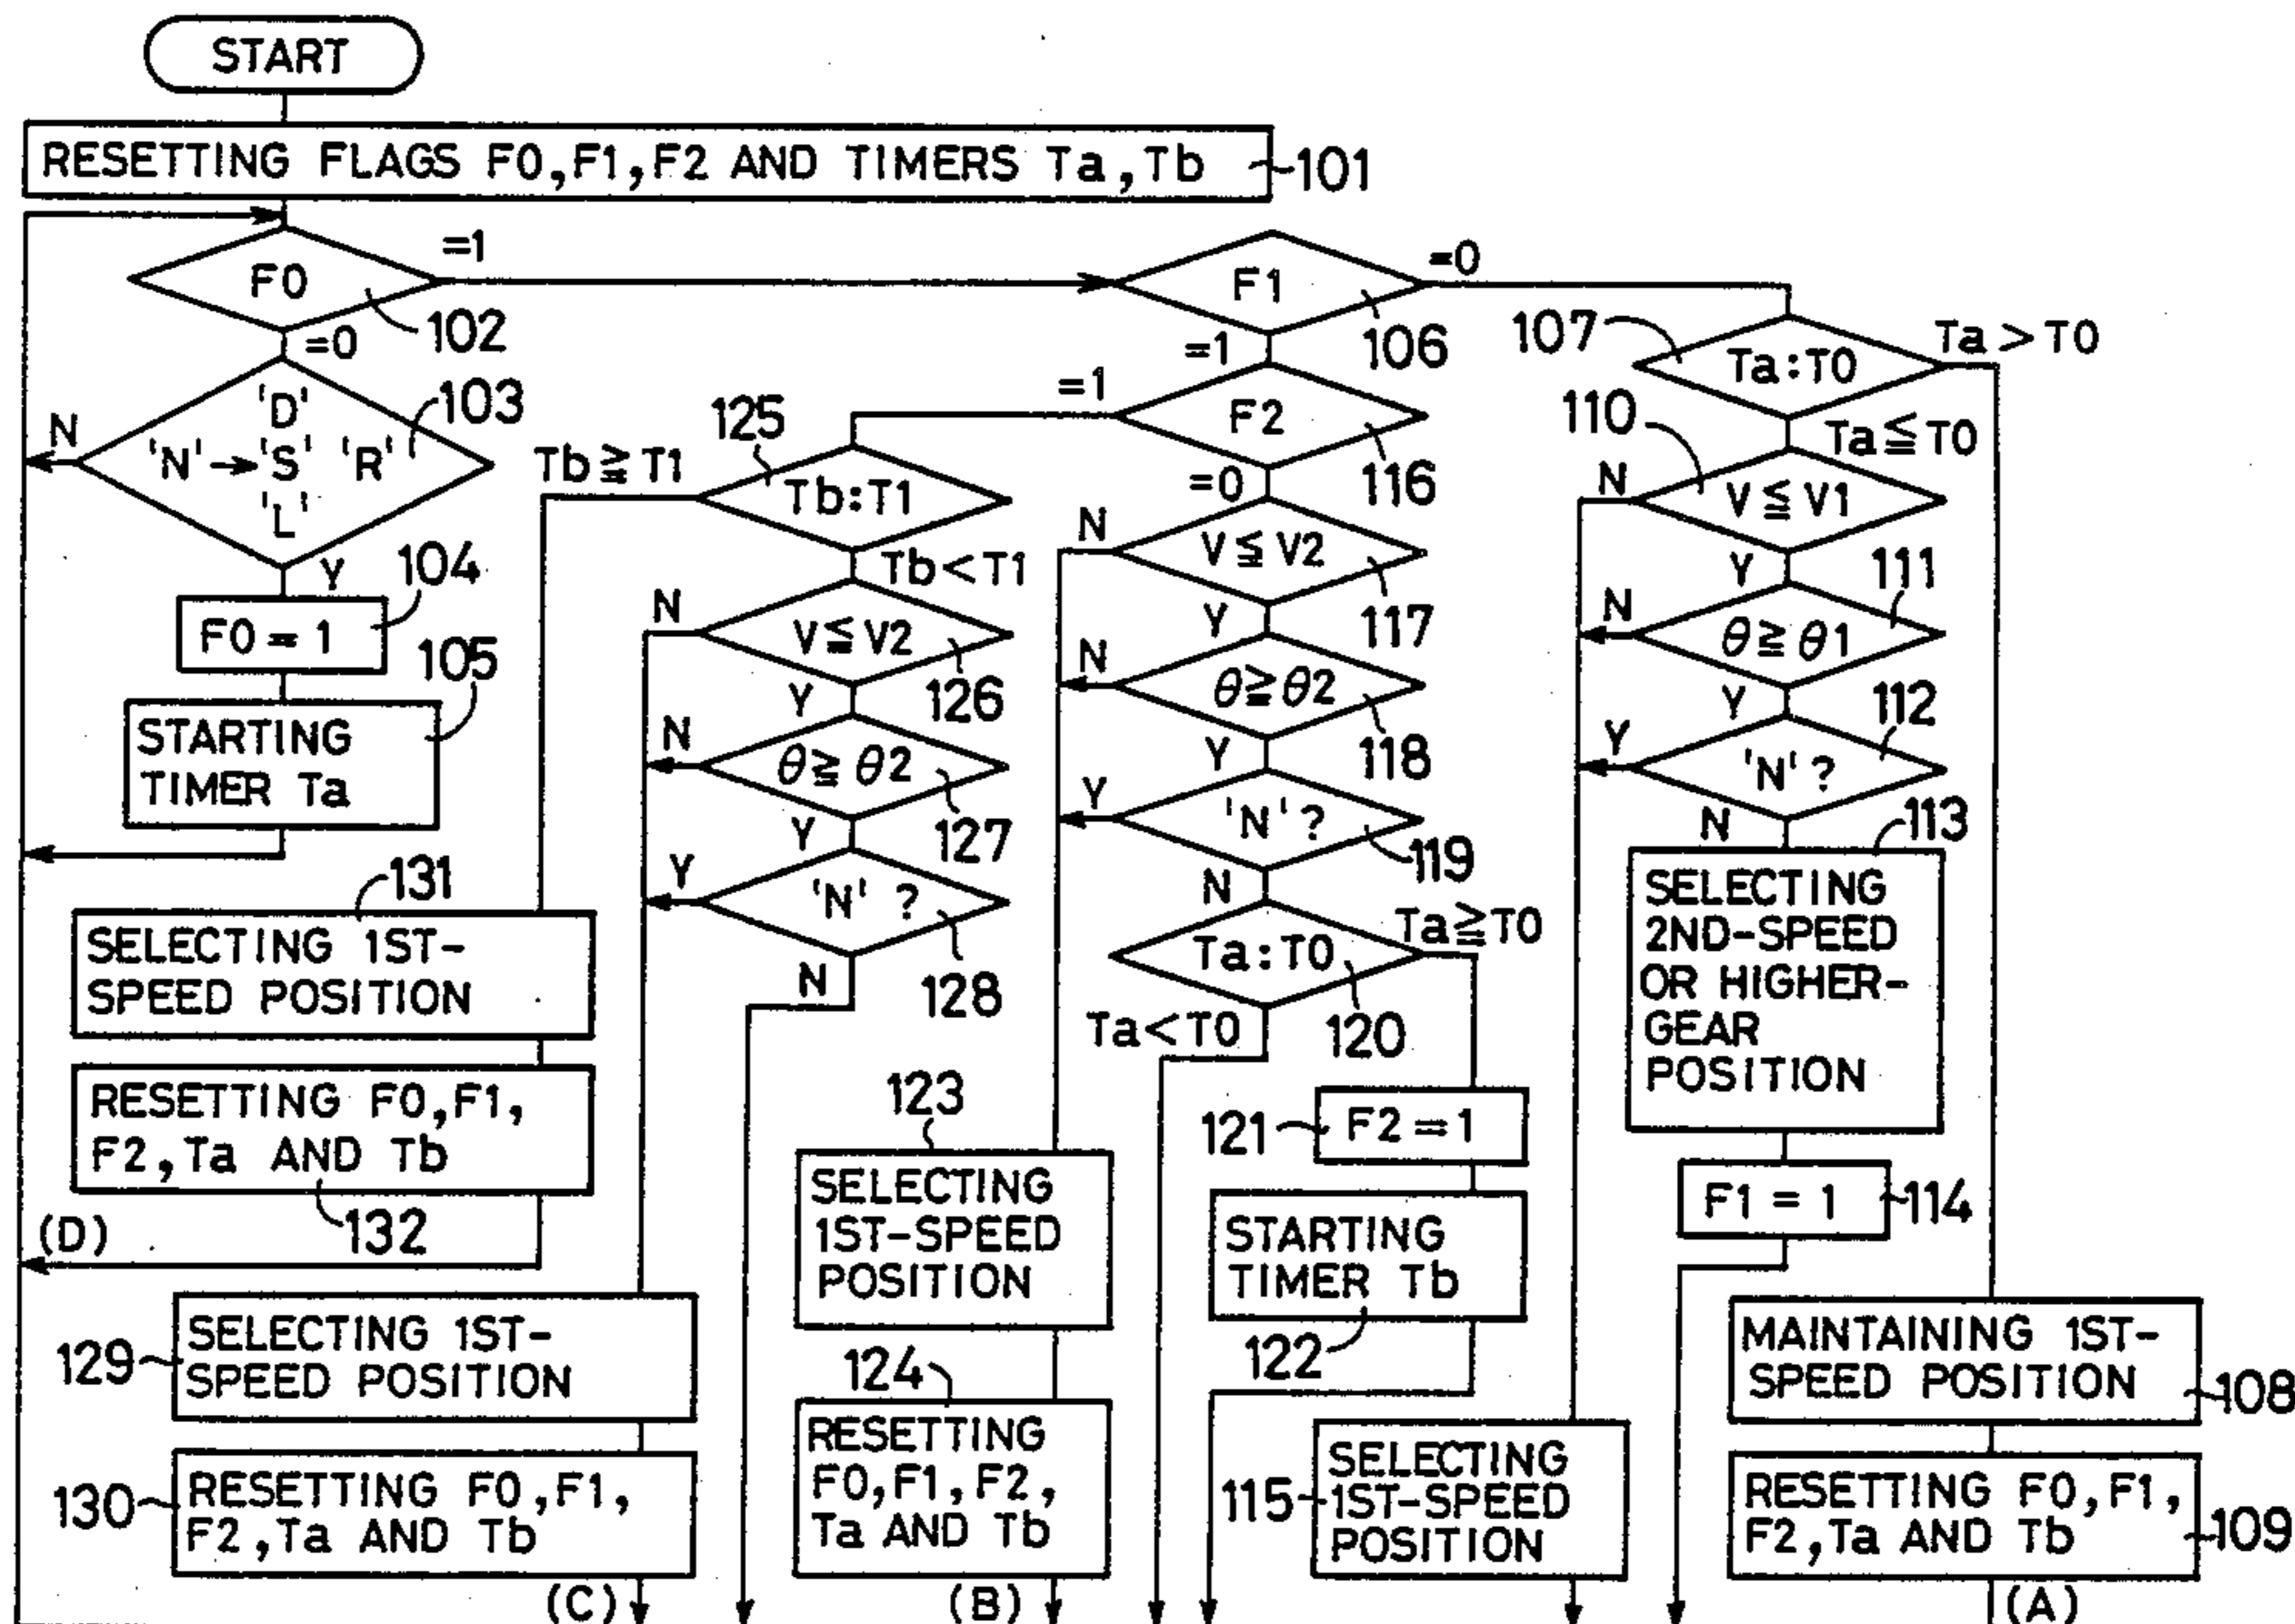 START
RESETTING FLAGS F0,F1,F2 AND TIMERS Ta,Tb
101
F0
=1
102
=0
F1
=0
106
=1
107
Ta:T0
Ta>T0
Ta≦T0
'D'
'N'→'S' 'R'
'L'
103
N
Y
F0=1
104
STARTING
TIMER Ta
105
F2
=1
116
=0
125
Tb≧T1
Tb:T1
Tb<T1
N
V≦V2
126
Y
N
θ≧θ2
127
Y
Y
'N' ?
128
N
N
V≦V2
117
Y
N
θ≧θ2
118
Y
Y
'N' ?
119
N
Ta≧T0
Ta:T0
120
Ta<T0
110
N
V≦V1
Y
111
N
θ≧θ1
Y
112
Y
'N' ?
N
113
SELECTING
2ND-SPEED
OR HIGHER-
GEAR
POSITION
F1 = 1
114
131
SELECTING 1ST-
SPEED POSITION
RESETTING F0,F1,
F2,Ta AND Tb
132
(D)
129
SELECTING 1ST-
SPEED POSITION
130
RESETTING F0,F1,
F2,Ta AND Tb
(C)
123
SELECTING
1ST-SPEED
POSITION
124
RESETTING
F0,F1,F2,
Ta AND Tb
(B)
121
F2=1
STARTING
TIMER Tb
122
115
SELECTING
1ST-SPEED
POSITION
MAINTAINING 1ST-
SPEED POSITION
108
RESETTING F0,F1,
F2,Ta AND Tb
109
(A)